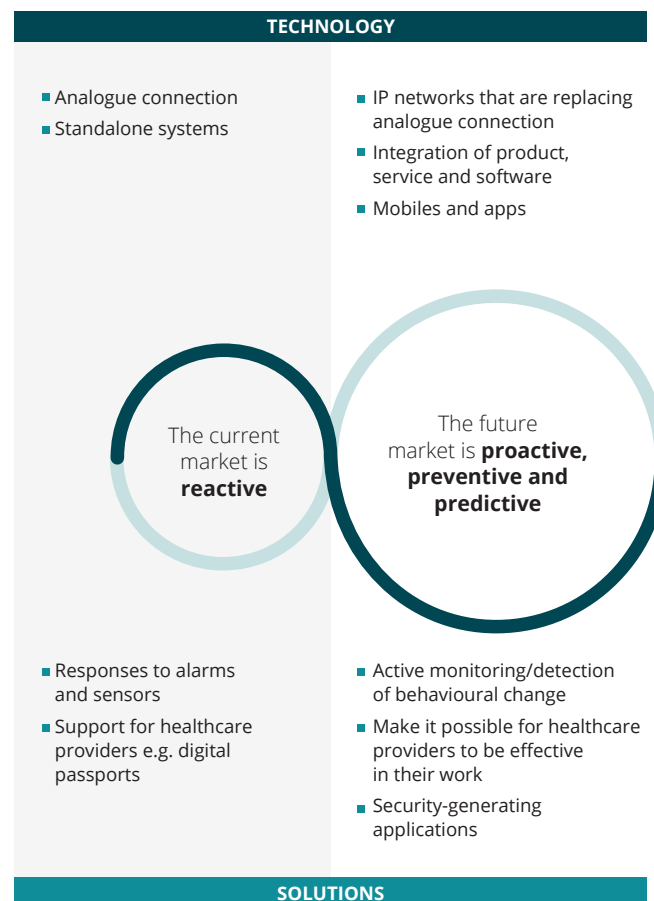 TECHNOLOGY
Analogue connection
Standalone systems
IP networks that are replacing
analogue connection
Integration of product,
service and software
Mobiles and apps
The current
market is
reactive
The future
market is proactive,
preventive and
predictive
Responses to alarms
and sensors
Support for healthcare
providers e.g. digital
passports
Active monitoring/detection
of behavioural change
Make it possible for healthcare
providers to be effective
in their work
Security-generating
applications
SOLUTIONS